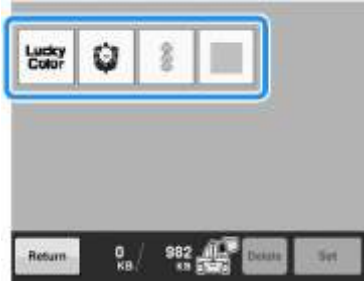 Lucky
Color
Return
0 KB / 982 KB
Delete
Set